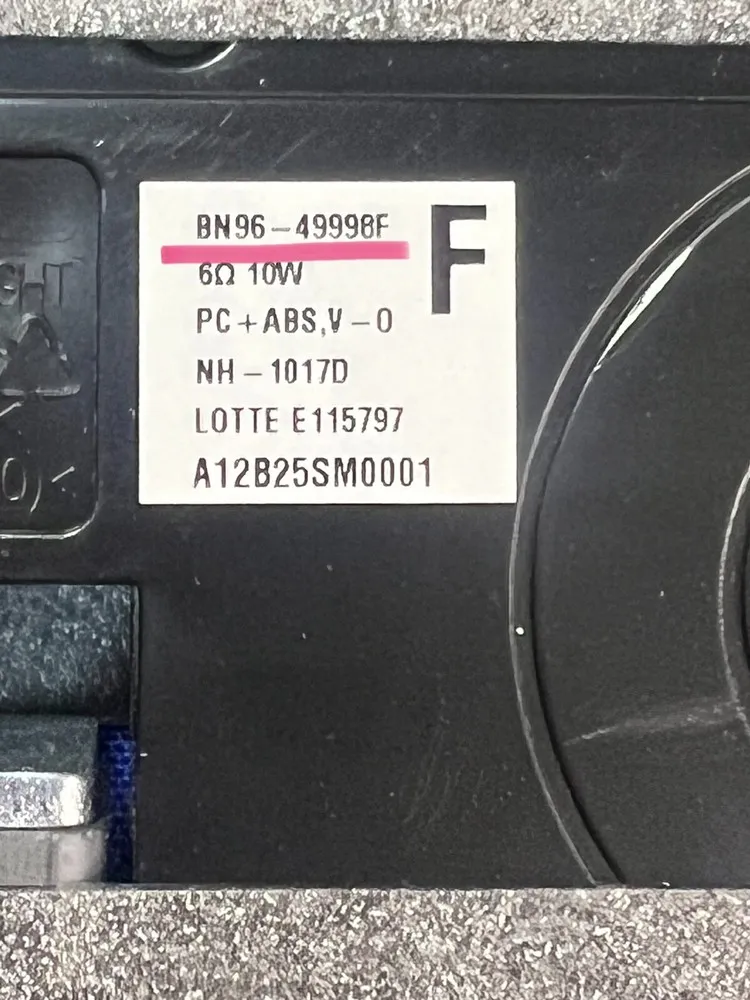 BN96-49998F
F
6Ω 10W
PC+ABS,V-0
NH-1017D
LOTTE E115797
A12B25SM0001